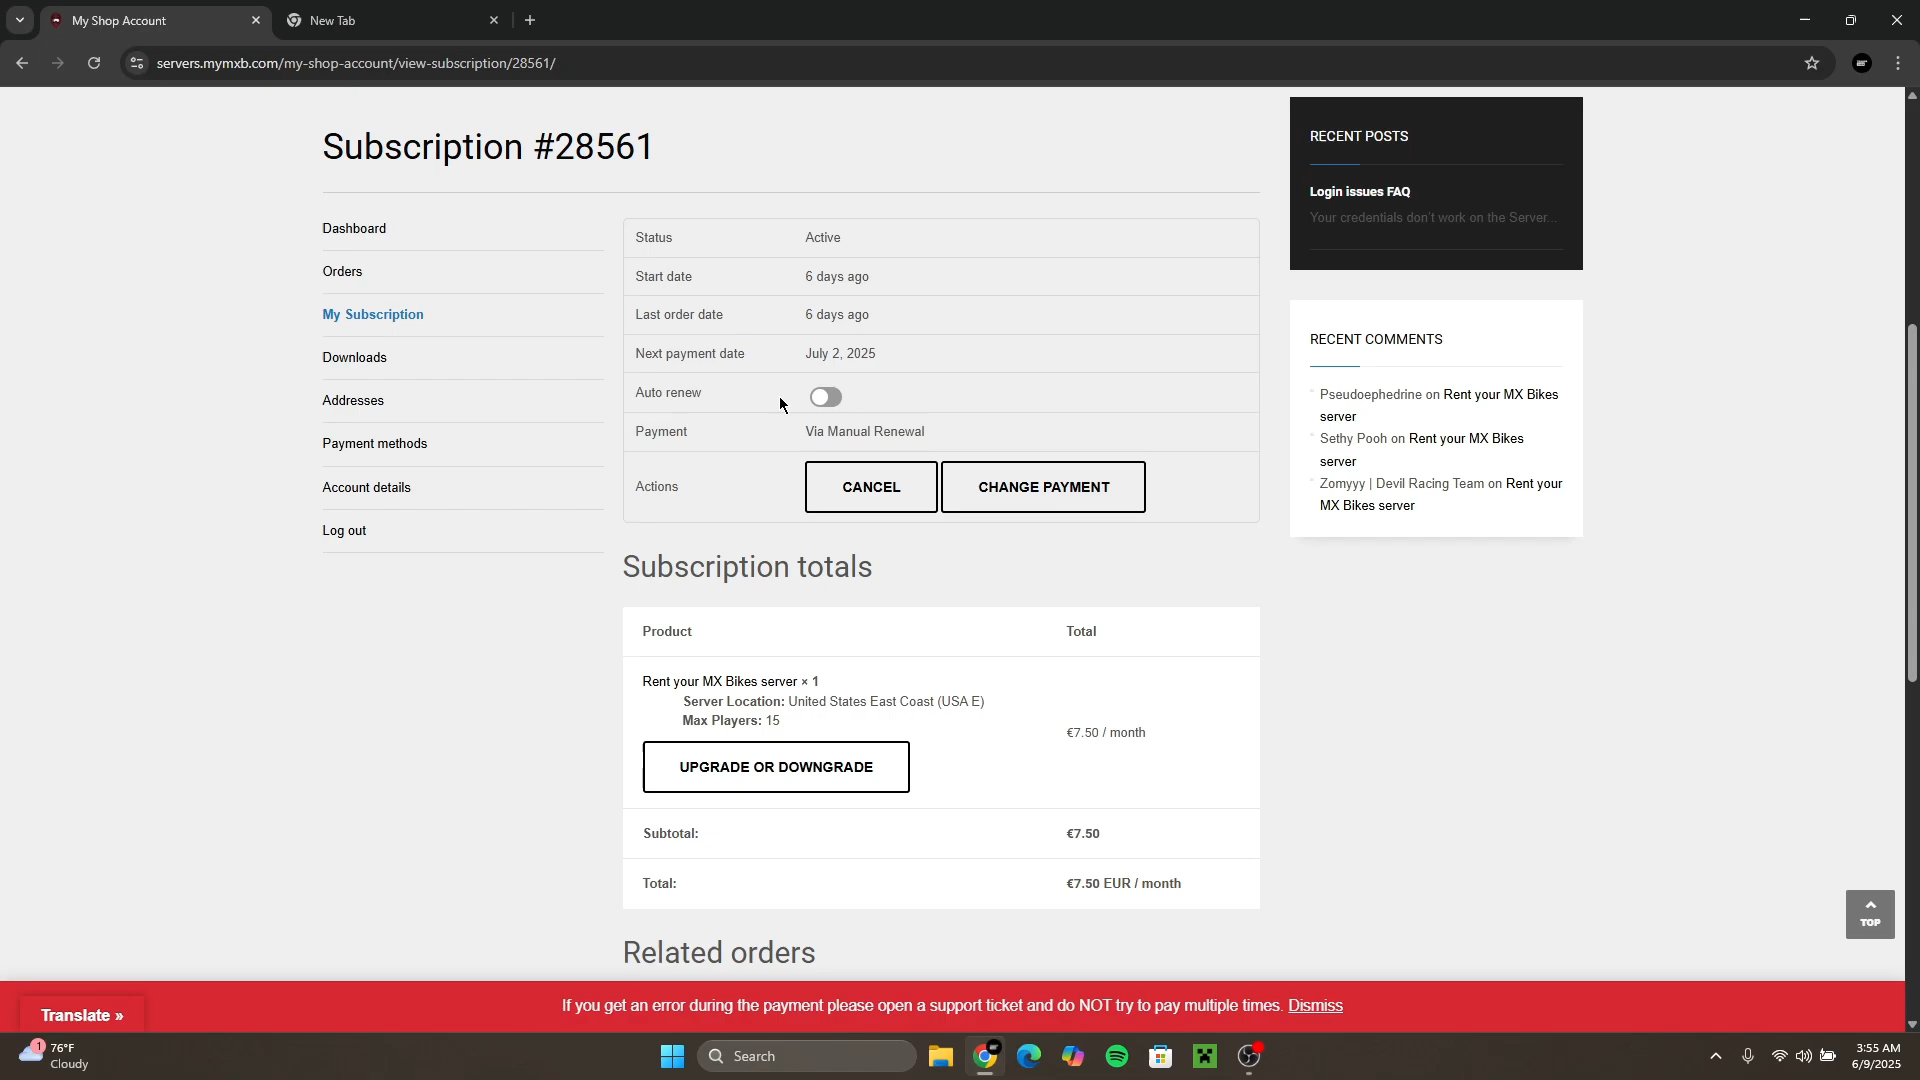 My Shop Account
New Tab
servers.mymxb.com/my-shop-account/view-subscription/28561/
Subscription #28561
Dashboard
Orders
My Subscription
Downloads
Addresses
Payment methods
Account details
Log out
Status Active
Start date 6 days ago
Last order date 6 days ago
Next payment date July 2, 2025
Auto renew
Payment Via Manual Renewal
Actions CANCEL CHANGE PAYMENT
Subscription totals
Product Total
Rent your MX Bikes server × 1
Server Location: United States East Coast (USA E)
Max Players: 15
€7.50 / month
UPGRADE OR DOWNGRADE
Subtotal: €7.50
Total: €7.50 EUR / month
Related orders
RECENT POSTS
Login issues FAQ
Your credentials don't work on the Server...
RECENT COMMENTS
Pseudoephedrine on Rent your MX Bikes
server
Sethy Pooh on Rent your MX Bikes
server
Zomyyy | Devil Racing Team on Rent your
MX Bikes server
TOP
If you get an error during the payment please open a support ticket and do NOT try to pay multiple times. Dismiss
Translate »
1
76°F
Cloudy
Search
3:55 AM
6/9/2025